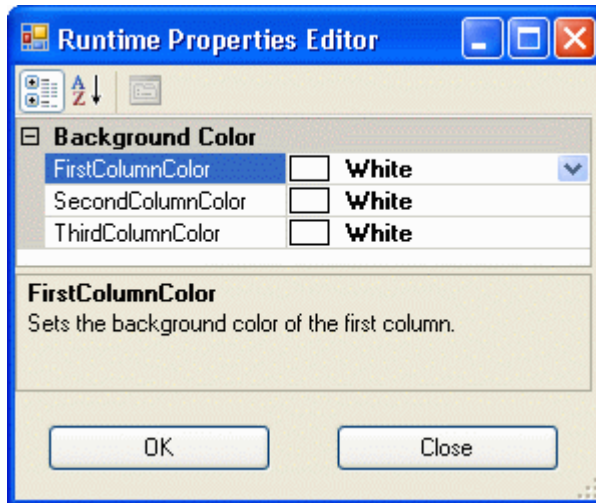 Runtime Properties Editor
A
Z
Background Color
FirstColumnColor White
SecondColumnColor White
ThirdColumnColor White
FirstColumnColor
Sets the background color of the first column.
OK Close